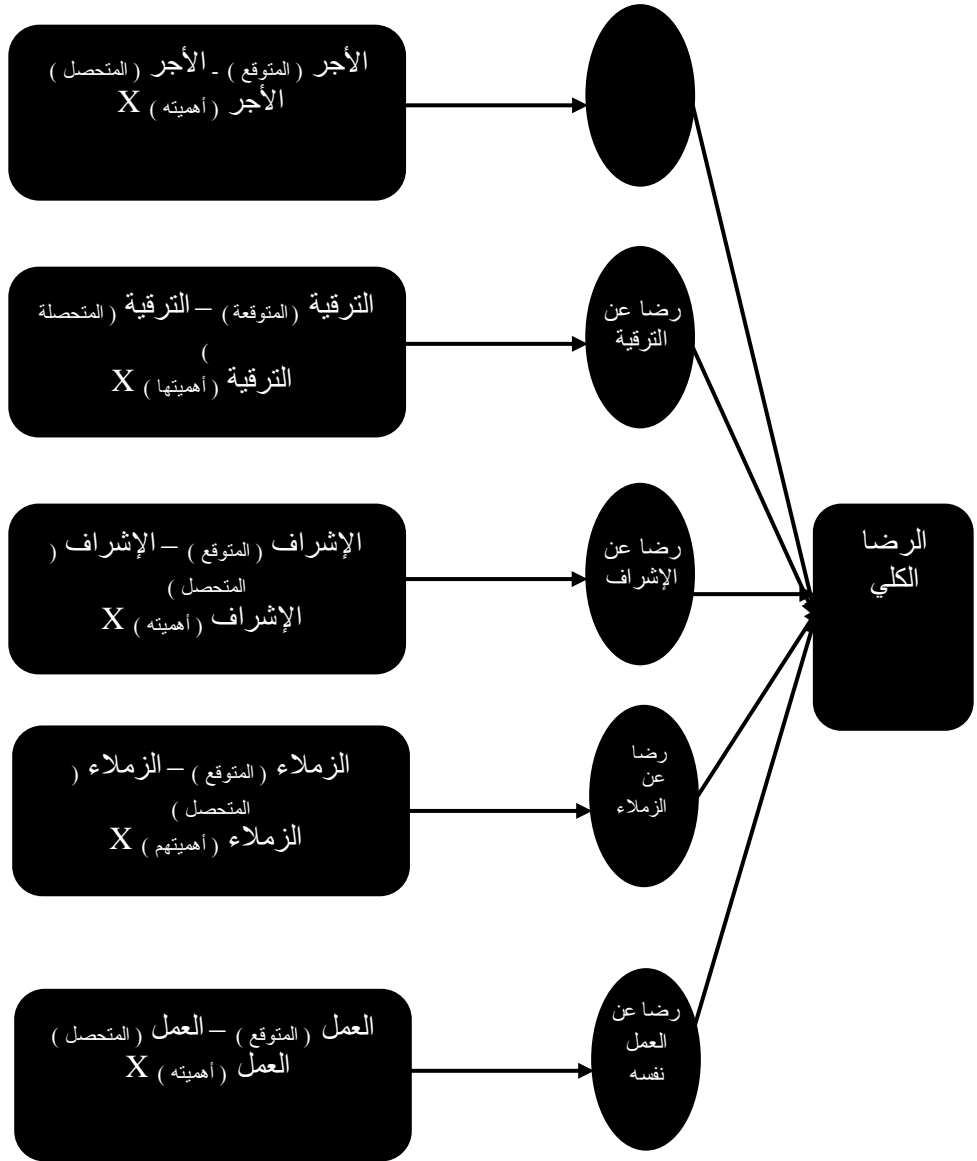 الأجر (المتوقع) - الأجر (المتحصل)
X الأجر (أهميته)
الترقية (المتوقعة) – الترقية (المتحصلة
)
X الترقية (أهميتها)
رضا عن
الترقية
الإشراف (المتوقع) – الإشراف (
المتحصل)
X الإشراف (أهميته)
رضا عن
الإشراف
الرضا
الكلي
الزملاء (المتوقع) – الزملاء (
المتحصل)
X الزملاء (أهميتهم)
رضا
عن
الزملاء
العمل (المتوقع) – العمل (المتحصل)
X العمل (أهميته)
رضا عن
العمل
نفسه